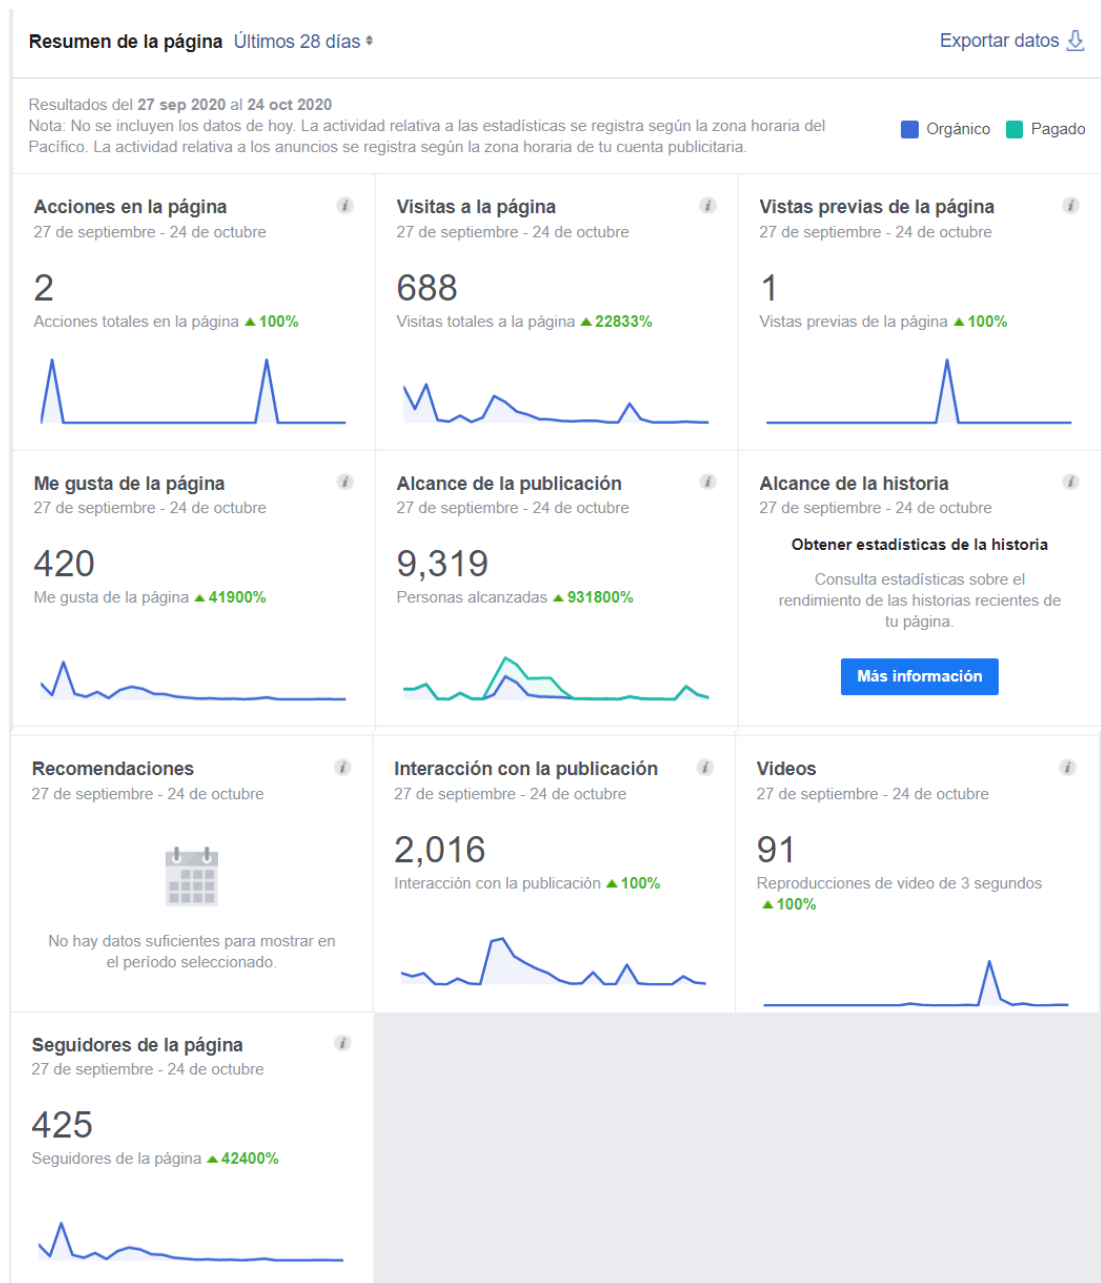 Resumen de la página Últimos 28 días
Exportar datos
Resultados del 27 sep 2020 al 24 oct 2020
Nota: No se incluyen los datos de hoy. La actividad relativa a las estadísticas se registra según la zona horaria del
Pacífico. La actividad relativa a los anuncios se registra según la zona horaria de tu cuenta publicitaria.
Orgánico Pagado
Acciones en la página
27 de septiembre - 24 de octubre
2
Acciones totales en la página ▲100%
Visitas a la página
27 de septiembre - 24 de octubre
688
Visitas totales a la página ▲22833%
Vistas previas de la página
27 de septiembre - 24 de octubre
1
Vistas previas de la página ▲100%
Me gusta de la página
27 de septiembre - 24 de octubre
420
Me gusta de la página ▲41900%
Alcance de la publicación
27 de septiembre - 24 de octubre
9,319
Personas alcanzadas ▲931800%
Alcance de la historia
27 de septiembre - 24 de octubre
Obtener estadísticas de la historia
Consulta estadísticas sobre el
rendimiento de las historias recientes de
tu página.
Más información
Recomendaciones
27 de septiembre - 24 de octubre
No hay datos suficientes para mostrar en
el período seleccionado.
Interacción con la publicación
27 de septiembre - 24 de octubre
2,016
Interacción con la publicación ▲100%
Videos
27 de septiembre - 24 de octubre
91
Reproducciones de video de 3 segundos
▲100%
Seguidores de la página
27 de septiembre - 24 de octubre
425
Seguidores de la página ▲42400%